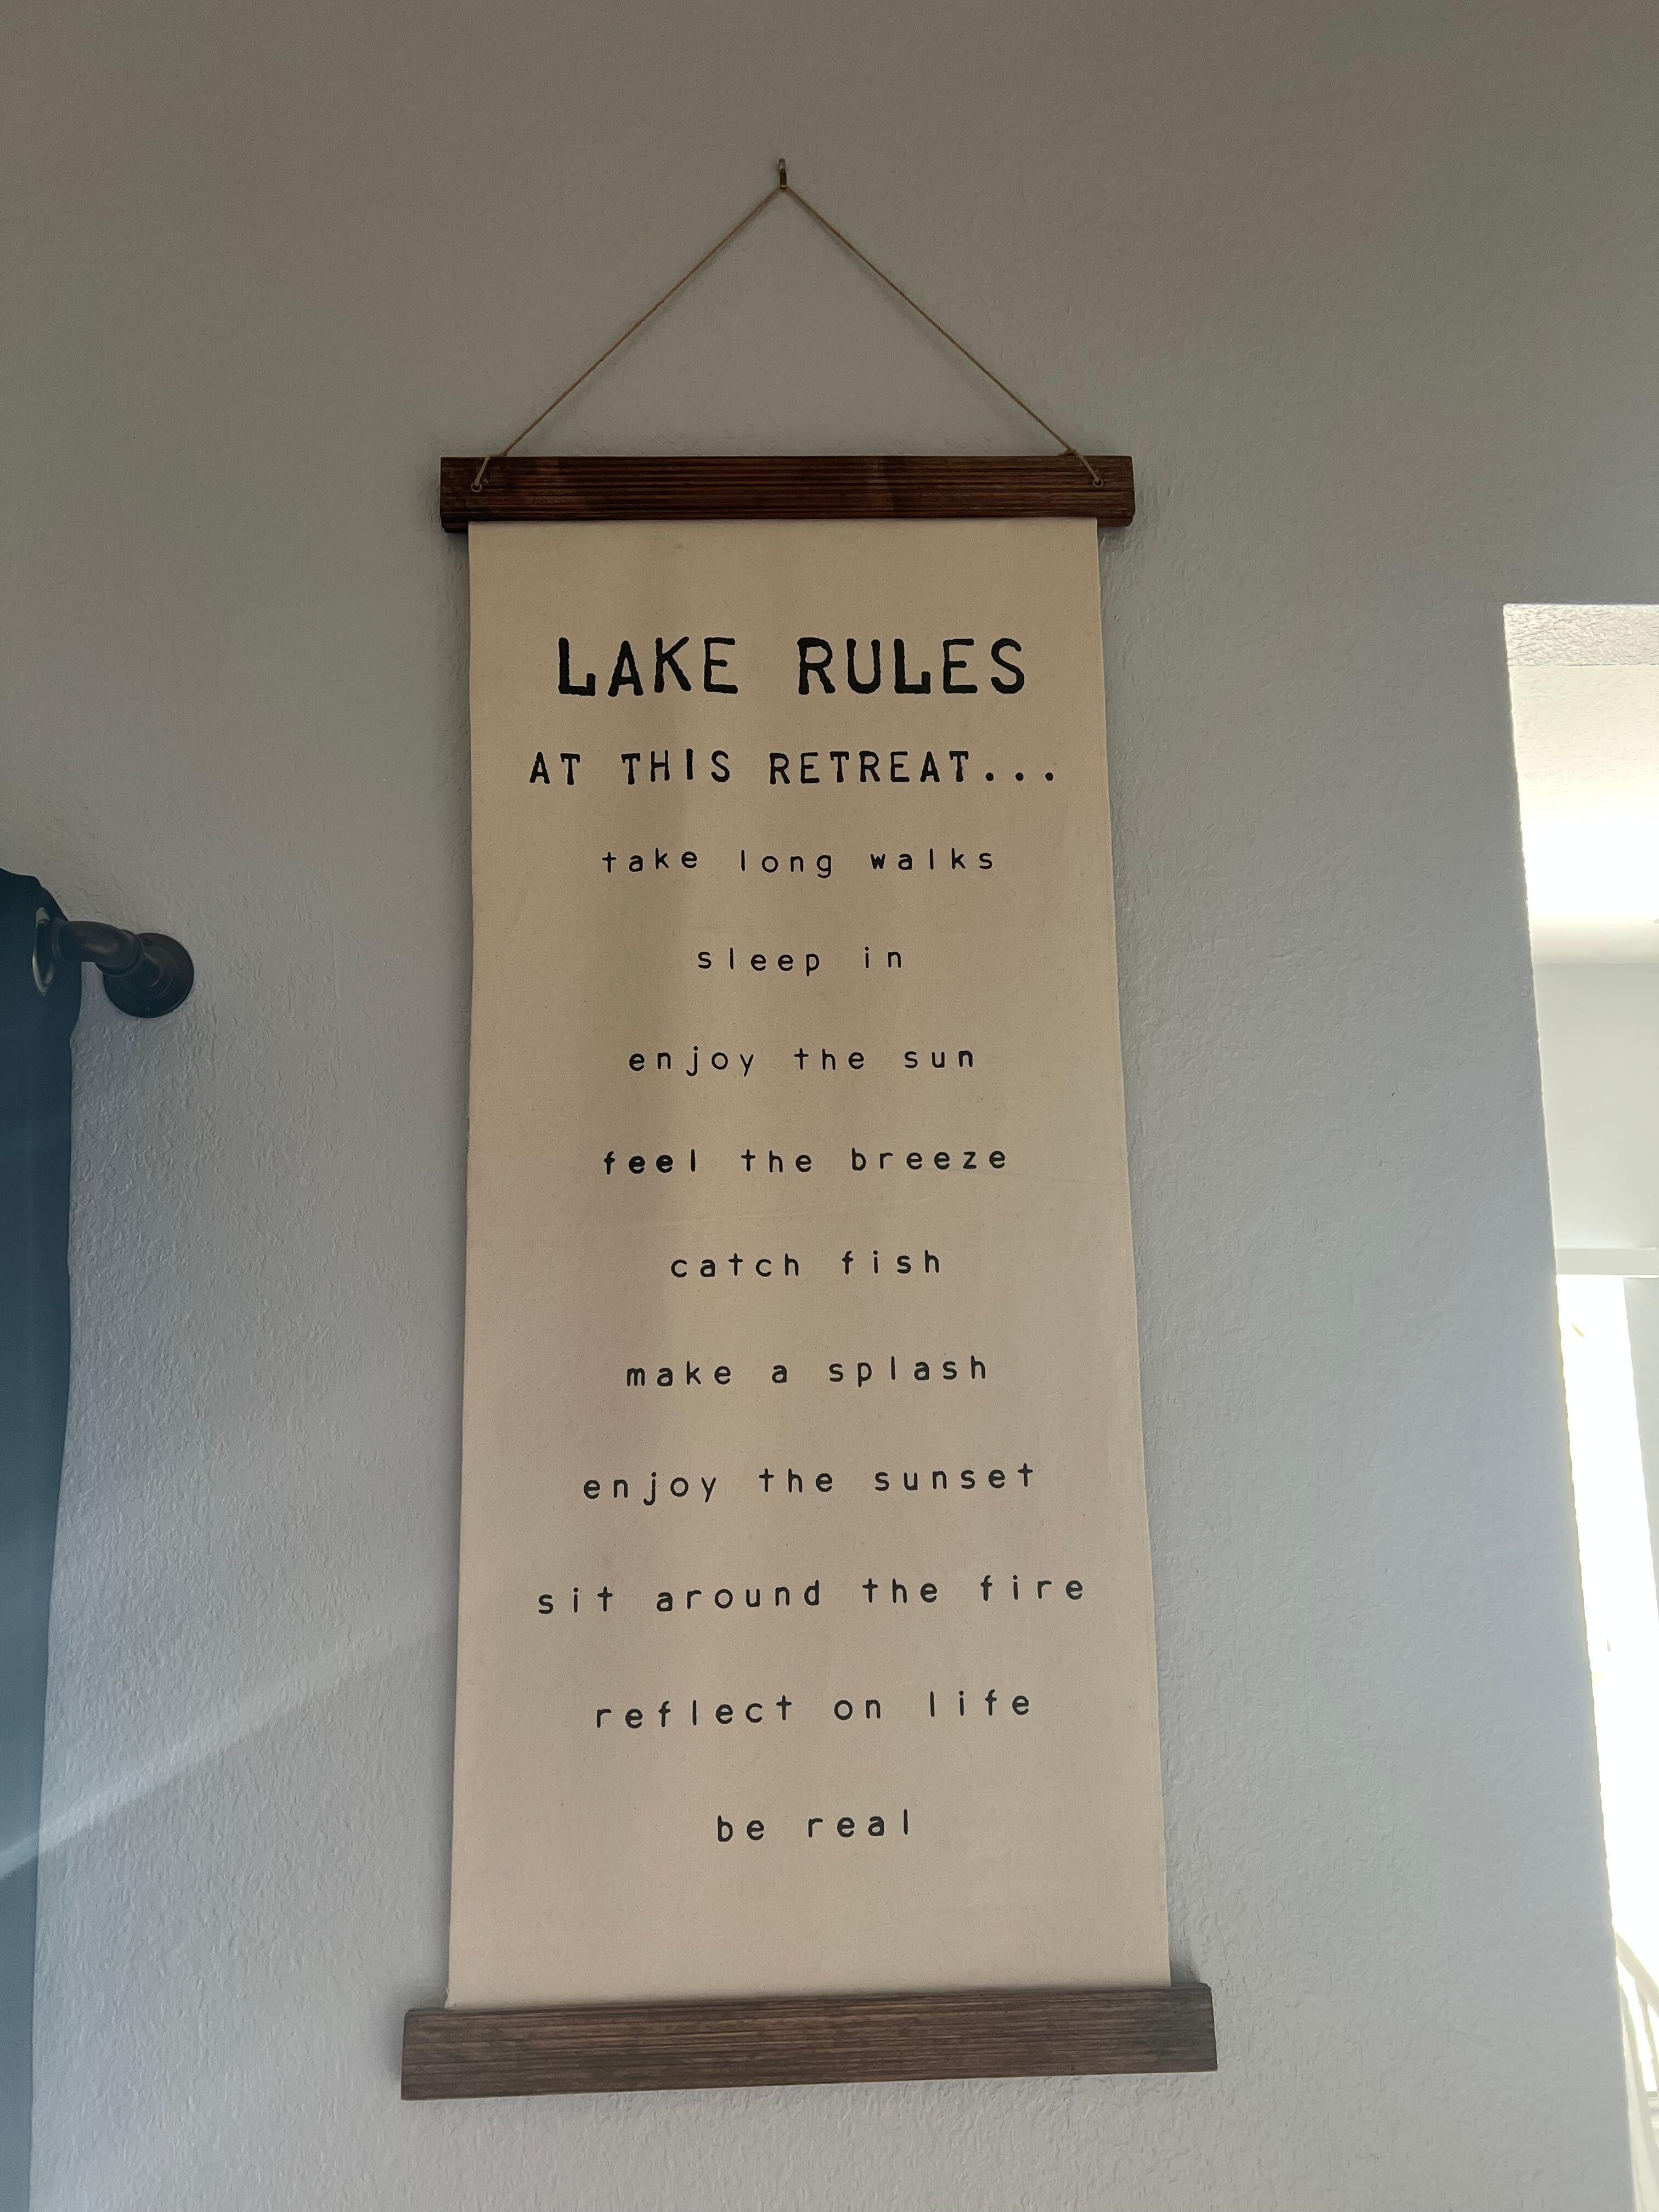 LAKE RULES
AT THIS RETREAT...
take long walks
sleep in
enjoy the sun
feel the breeze
catch fish
make a splash
enjoy the sunset
sit around the fire
reflect on life
be real